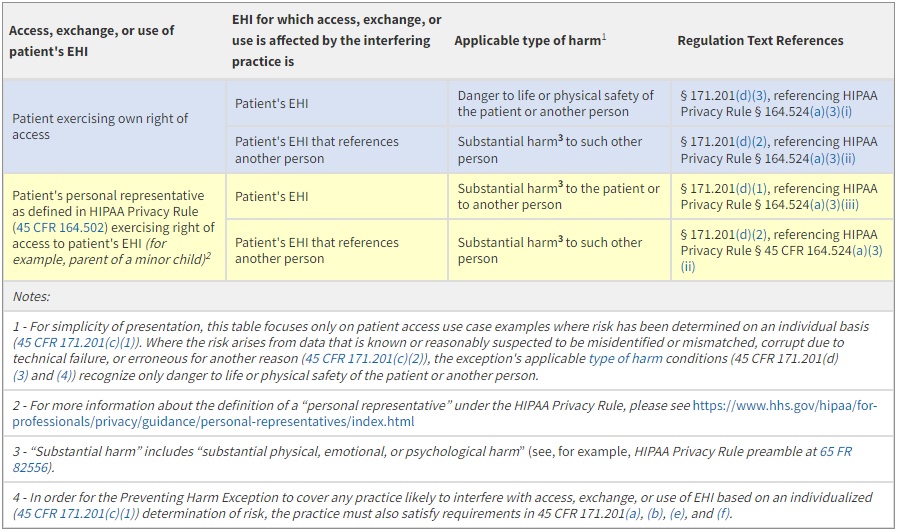 Access, exchange, or use of
patient's EHI
EHI for which access, exchange, or
use is affected by the interfering
practice is
Applicable type of harm1
Regulation Text References
Patient exercising own right of
access
Patient's EHI
Danger to life or physical safety of
the patient or another person
§ 171.201(d)(3), referencing HIPAA
Privacy Rule § 164.524(a)(3)(i)
Patient's EHI that references
another person
Substantial harm3 to such other
person
§ 171.201(d)(2), referencing HIPAA
Privacy Rule § 164.524(a)(3)(ii)
Patient's personal representative
as defined in HIPAA Privacy Rule
(45 CFR 164.502) exercising right of
access to patient's EHI (for
example, parent of a minor child)2
Patient's EHI
Substantial harm3 to the patient or
to another person
§ 171.201(d)(1), referencing HIPAA
Privacy Rule § 164.524(a)(3)(iii)
Patient's EHI that references
another person
Substantial harm3 to such other
person
§ 171.201(d)(2), referencing HIPAA
Privacy Rule § 45 CFR 164.524(a)(3)
(ii)
Notes:
1 - For simplicity of presentation, this table focuses only on patient access use case examples where risk has been determined on an individual basis
(45 CFR 171.201(c)(1)). Where the risk arises from data that is known or reasonably suspected to be misidentified or mismatched, corrupt due to
technical failure, or erroneous for another reason (45 CFR 171.201(c)(2)), the exception's applicable type of harm conditions (45 CFR 171.201(d)
(3) and (4)) recognize only danger to life or physical safety of the patient or another person.
2 - For more information about the definition of a “personal representative” under the HIPAA Privacy Rule, please see https://www.hhs.gov/hipaa/for-
professionals/privacy/guidance/personal-representatives/index.html
3 - “Substantial harm” includes “substantial physical, emotional, or psychological harm” (see, for example, HIPAA Privacy Rule preamble at 65 FR
82556).
4 - In order for the Preventing Harm Exception to cover any practice likely to interfere with access, exchange, or use of EHI based on an individualized
(45 CFR 171.201(c)(1)) determination of risk, the practice must also satisfy requirements in 45 CFR 171.201(a), (b), (e), and (f).